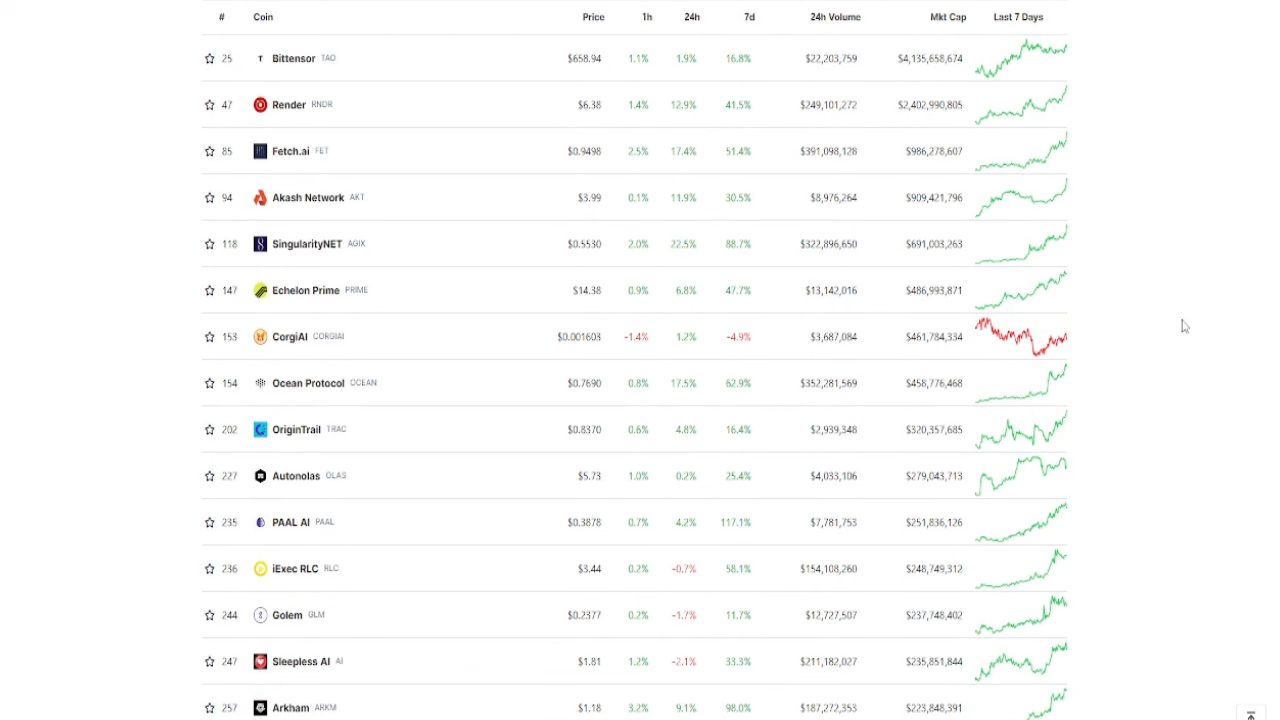 # Coin Price 1h 24h 7d 24h Volume Mkt Cap Last 7 Days
25 Bittensor TAO $658.94 1.1% 1.9% 16.8% $22,203,759 $4,135,658,674
47 Render RNDR $6.38 1.4% 12.9% 41.5% $249,101,272 $2,402,990,805
85 Fetch.ai FET $0.9498 2.5% 17.4% 51.4% $391,098,128 $986,278,607
94 Akash Network AKT $3.99 0.1% 11.9% 30.5% $8,976,264 $909,421,796
118 SingularityNET AGIX $0.5530 2.0% 22.5% 88.7% $322,896,650 $691,003,263
147 Echelon Prime PRIME $14.38 0.9% 6.8% 47.7% $13,142,016 $486,993,871
153 CorgiAI CORGIAI $0.001603 -1.4% 1.2% -4.9% $3,687,084 $461,784,334
154 Ocean Protocol OCEAN $0.7690 0.8% 17.5% 62.9% $352,281,569 $458,776,468
202 OriginTrail TRAC $0.8370 0.6% 4.8% 16.4% $2,939,348 $320,357,685
227 Autonolas OLAS $5.73 1.0% 0.2% 25.4% $4,033,106 $279,043,713
235 PAAL AI PAAL $0.3878 0.7% 4.2% 117.1% $7,781,753 $251,836,126
236 iExec RLC RLC $3.44 0.2% -0.7% 58.1% $154,108,260 $248,749,312
244 Golem GLM $0.2377 0.2% -1.7% 11.7% $12,727,507 $237,748,402
247 Sleepless AI AI $1.81 1.2% -2.1% 33.3% $211,182,027 $235,851,844
257 Arkham ARKM $1.18 3.2% 9.1% 98.0% $187,272,353 $223,848,391